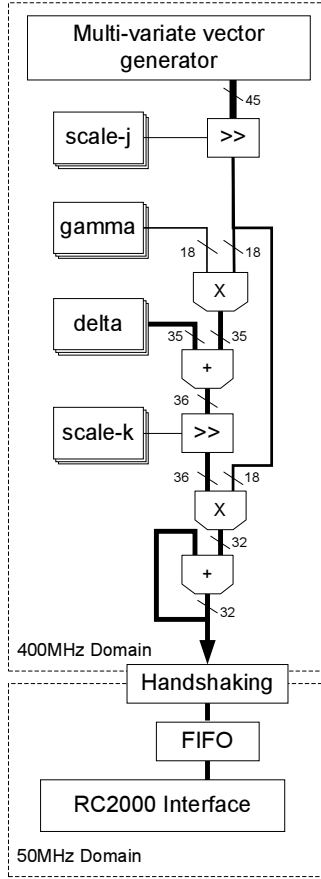 Multi-variate vector
generator
45
scale-j
>>
gamma
18
18
X
delta
35
35
+
36
scale-k
>>
36
18
X
32
+
32
400MHz Domain
Handshaking
FIFO
RC2000 Interface
50MHz Domain